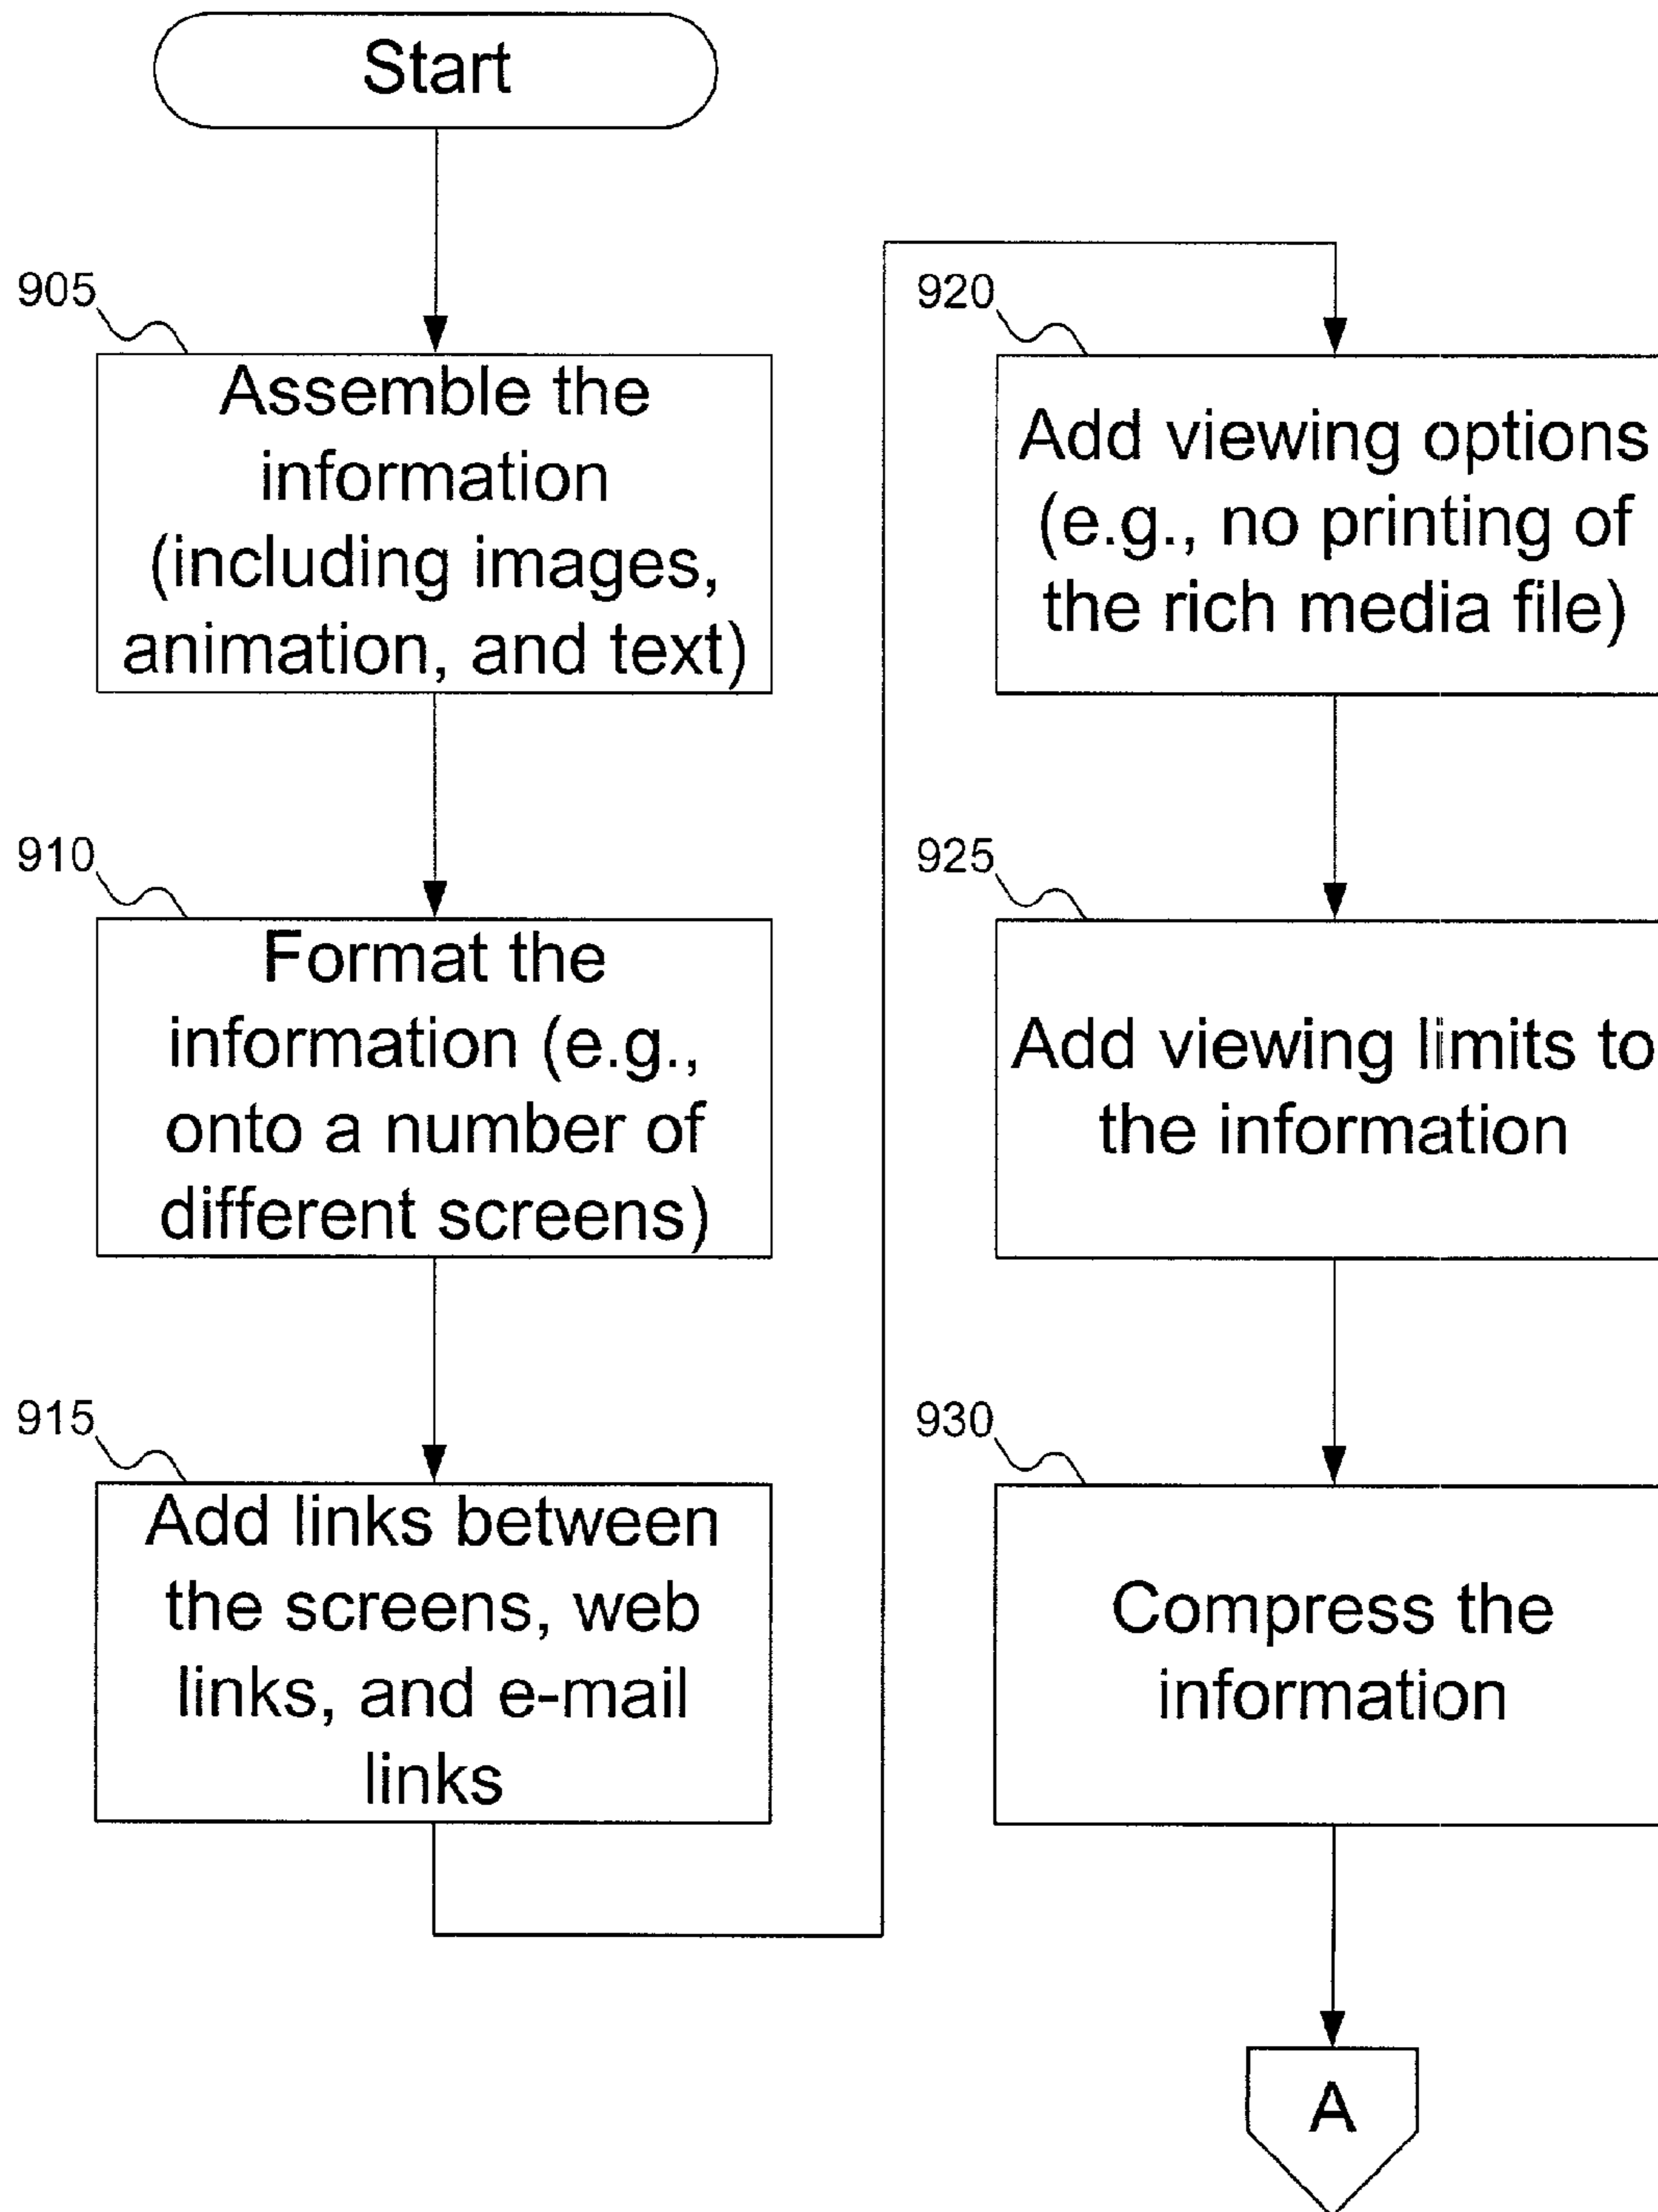 Start
905
Assemble the
information
(including images,
animation, and text)
910
Format the
information (e.g.,
onto a number of
different screens)
915
Add links between
the screens, web
links, and e-mail
links
920
Add viewing options
(e.g., no printing of
the rich media file)
925
Add viewing limits to
the information
930
Compress the
information
A